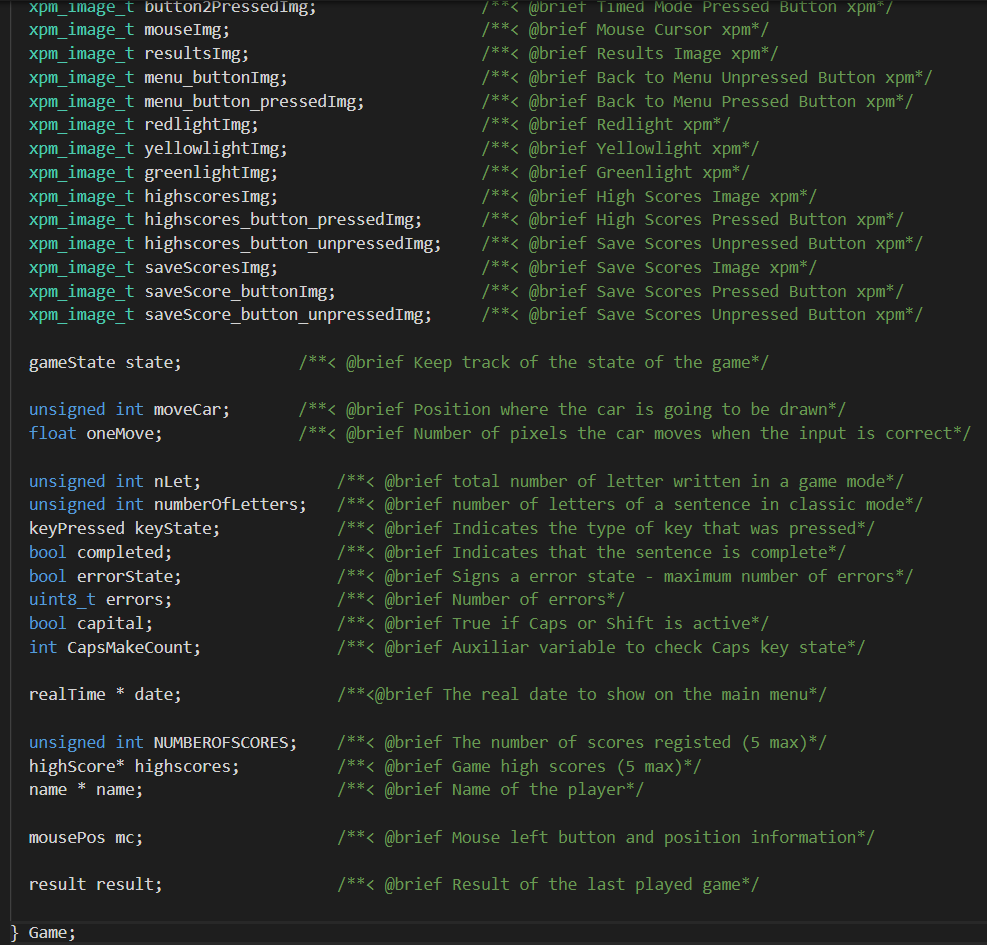 xpm_image_t button2PressedImg; /**< @brief Timed Mode Pressed Button xpm*/
xpm_image_t mouseImg; /**< @brief Mouse Cursor xpm*/
xpm_image_t resultsImg; /**< @brief Results Image xpm*/
xpm_image_t menu_buttonImg; /**< @brief Back to Menu Unpressed Button xpm*/
xpm_image_t menu_button_pressedImg; /**< @brief Back to Menu Pressed Button xpm*/
xpm_image_t redlightImg; /**< @brief Redlight xpm*/
xpm_image_t yellowlightImg; /**< @brief Yellowlight xpm*/
xpm_image_t greenlightImg; /**< @brief Greenlight xpm*/
xpm_image_t highscoresImg; /**< @brief High Scores Image xpm*/
xpm_image_t highscores_button_pressedImg; /**< @brief High Scores Pressed Button xpm*/
xpm_image_t highscores_button_unpressedImg; /**< @brief Save Scores Unpressed Button xpm*/
xpm_image_t saveScoresImg; /**< @brief Save Scores Image xpm*/
xpm_image_t saveScore_buttonImg; /**< @brief Save Scores Pressed Button xpm*/
xpm_image_t saveScore_button_unpressedImg; /**< @brief Save Scores Unpressed Button xpm*/
gameState state; /**< @brief Keep track of the state of the game*/
unsigned int moveCar; /**< @brief Position where the car is going to be drawn*/
float oneMove; /**< @brief Number of pixels the car moves when the input is correct*/
unsigned int nLet; /**< @brief total number of letter written in a game mode*/
unsigned int numberOfLetters; /**< @brief number of letters of a sentence in classic mode*/
keyPressed keyState; /**< @brief Indicates the type of key that was pressed*/
bool completed; /**< @brief Indicates that the sentence is complete*/
bool errorState; /**< @brief Signs a error state - maximum number of errors*/
uint8_t errors; /**< @brief Number of errors*/
bool capital; /**< @brief True if Caps or Shift is active*/
int CapsMakeCount; /**< @brief Auxiliar variable to check Caps key state*/
realTime * date; /**<@brief The real date to show on the main menu*/
unsigned int NUMBEROFSCORES; /**< @brief The number of scores registed (5 max)*/
highScore* highscores; /**< @brief Game high scores (5 max)*/
name * name; /**< @brief Name of the player*/
mousePos mc; /**< @brief Mouse left button and position information*/
result result; /**< @brief Result of the last played game*/
} Game;